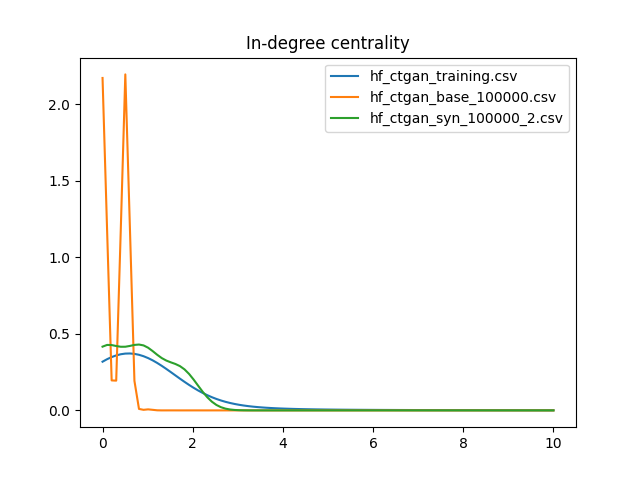 In-degree centrality
hf_ctgan_training.csv
hf_ctgan_base_100000.csv
hf_ctgan_syn_100000_2.csv
2.0
1.5
1.0
0.5
0.0
0 2 4 6 8 10